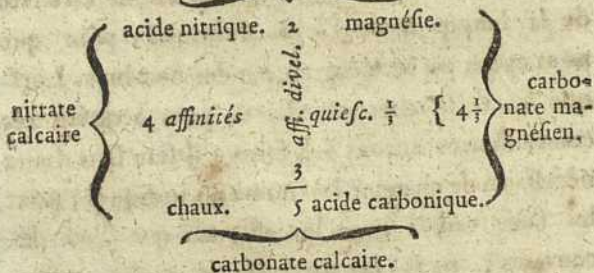 acide nitrique. 2 magnéſie.
nitrate calcaire
4 affinités
affi. divel.
quieſc. 1/3 { 4 1/3
carbo-
nate ma-
gnéſien.
3
chaux. 5 acide carbonique.
carbonate calcaire.